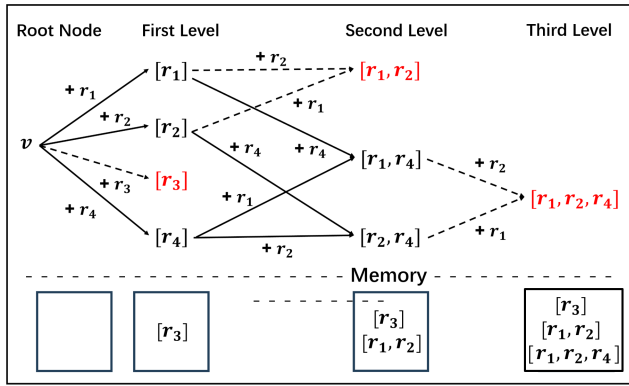 Root Node First Level Second Level Third Level
[r₁] + r₂ [r₁, r₂]
+ r₁ + r₁
+ r₂ [r₂] + r₄ + r₄ [r₁, r₄] + r₂
v
+ r₃ [r₃] + r₁ [r₁, r₂, r₄]
+ r₄ [r₄] + r₂ [r₂, r₄] + r₁
Memory
[r₃] [r₃] [r₃]
[r₁, r₂] [r₁, r₂]
[r₁, r₂, r₄]